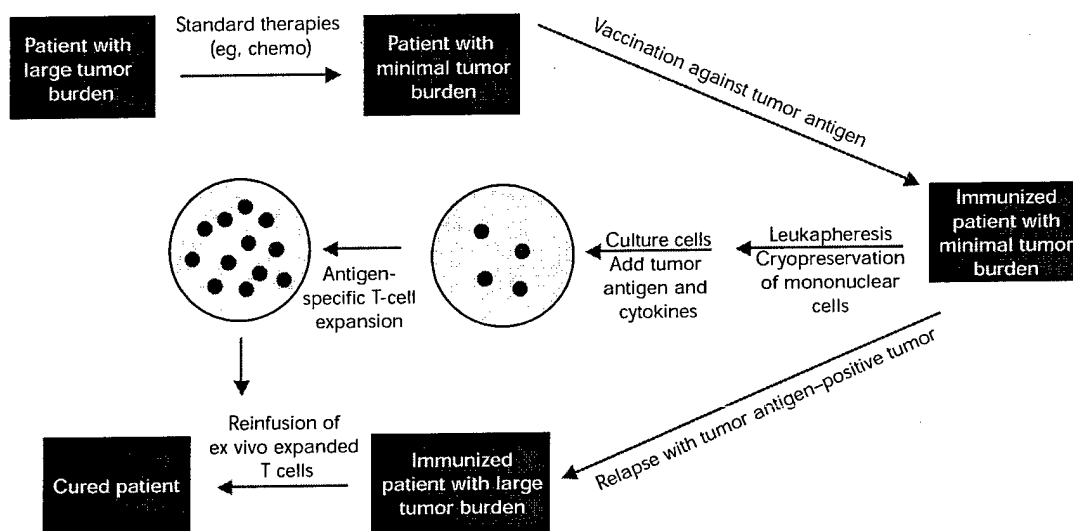 Patient with
large tumor
burden
Standard therapies
(eg, chemo)
Patient with
minimal tumor
burden
Vaccination against tumor antigen
Immunized
patient with
minimal tumor
burden
Leukapheresis
Cryopreservation
of mononuclear
cells
Culture cells
Add tumor
antigen and
cytokines
Antigen-
specific T-cell
expansion
Relapse with tumor antigen–positive tumor
Immunized
patient with large
tumor burden
Reinfusion of
ex vivo expanded
T cells
Cured patient